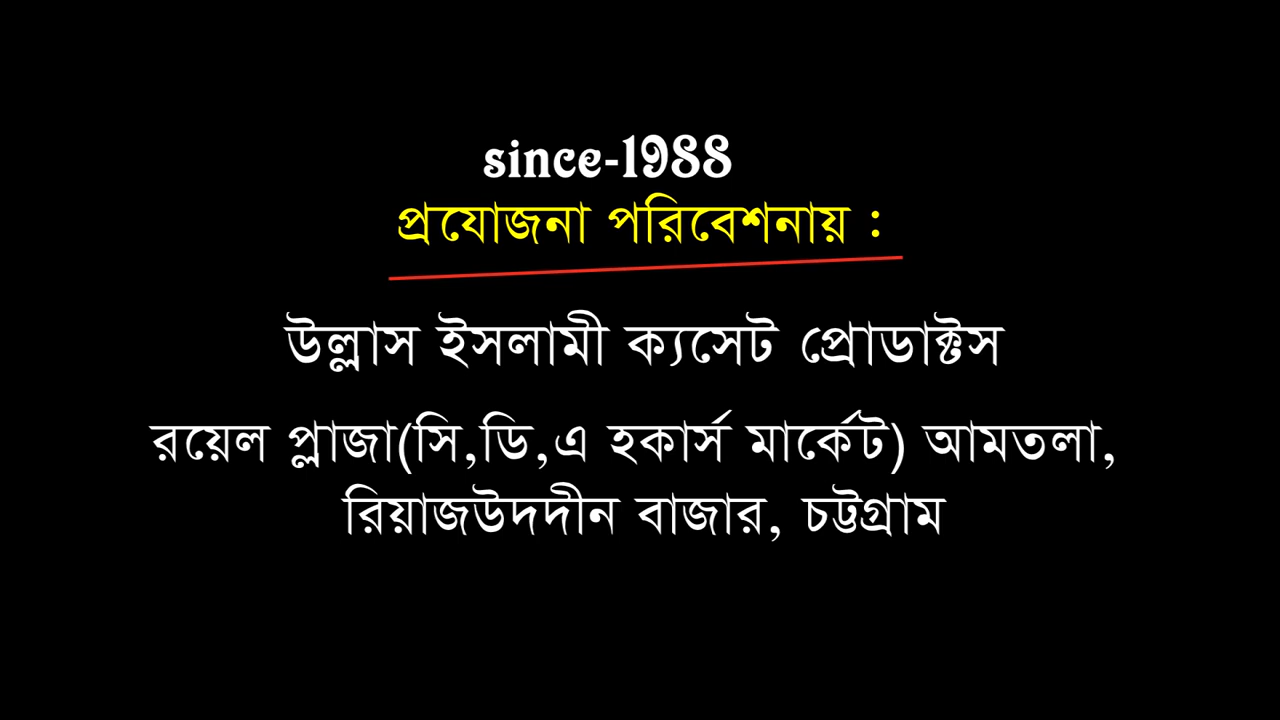 since-1988
প্রযোজনা পরিবেশনায় :
উল্লাস ইসলামী ক্যসেট প্রোডাক্টস
রয়েল প্লাজা(সি,ডি,এ হকার্স মার্কেট) আমতলা,
রিয়াজউদদীন বাজার, চট্টগ্রাম